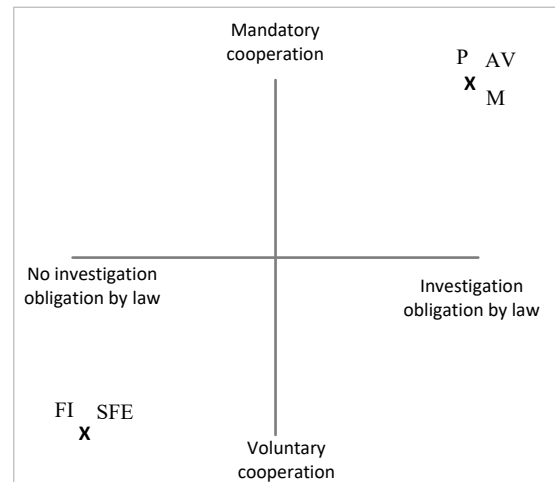 Mandatory
cooperation
P AV
X
M
No investigation
obligation by law
Investigation
obligation by law
FI SFE
X
Voluntary
cooperation